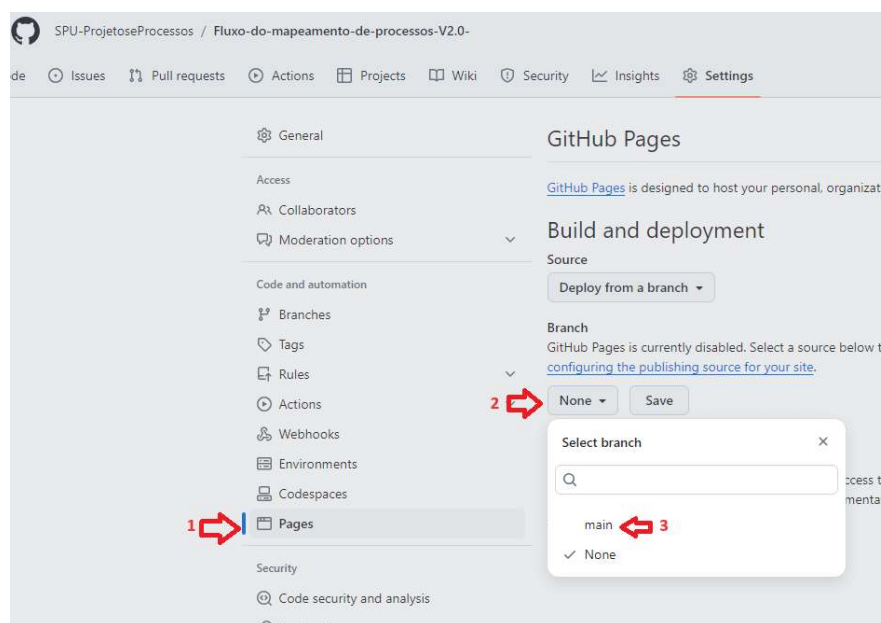 SPU-ProjetoseProcessos / Fluxo-do-mapeamento-de-processos-V2.0-
de Issues Pull requests Actions Projects Wiki Security Insights Settings
General
Access
Collaborators
Moderation options
Code and automation
Branches
Tags
Rules
Actions
Webhooks
Environments
Codespaces
1 Pages
Security
Code security and analysis
GitHub Pages
GitHub Pages is designed to host your personal, organizat
Build and deployment
Source
Deploy from a branch
Branch
GitHub Pages is currently disabled. Select a source below t
configuring the publishing source for your site.
2 None Save
Select branch
ccess t
menta
main 3
None